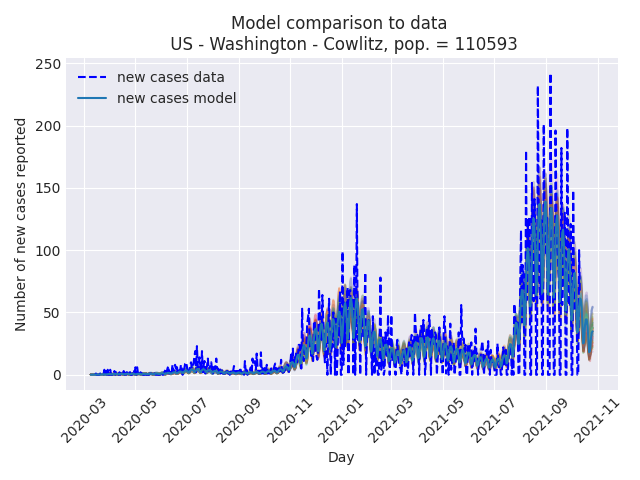 Model comparison to data
US - Washington - Cowlitz, pop. = 110593
new cases data
new cases model
Number of new cases reported
250
200
150
100
50
0
2020-03
2020-05
2020-07
2020-09
2020-11
2021-01
2021-03
2021-05
2021-07
2021-09
2021-11
Day